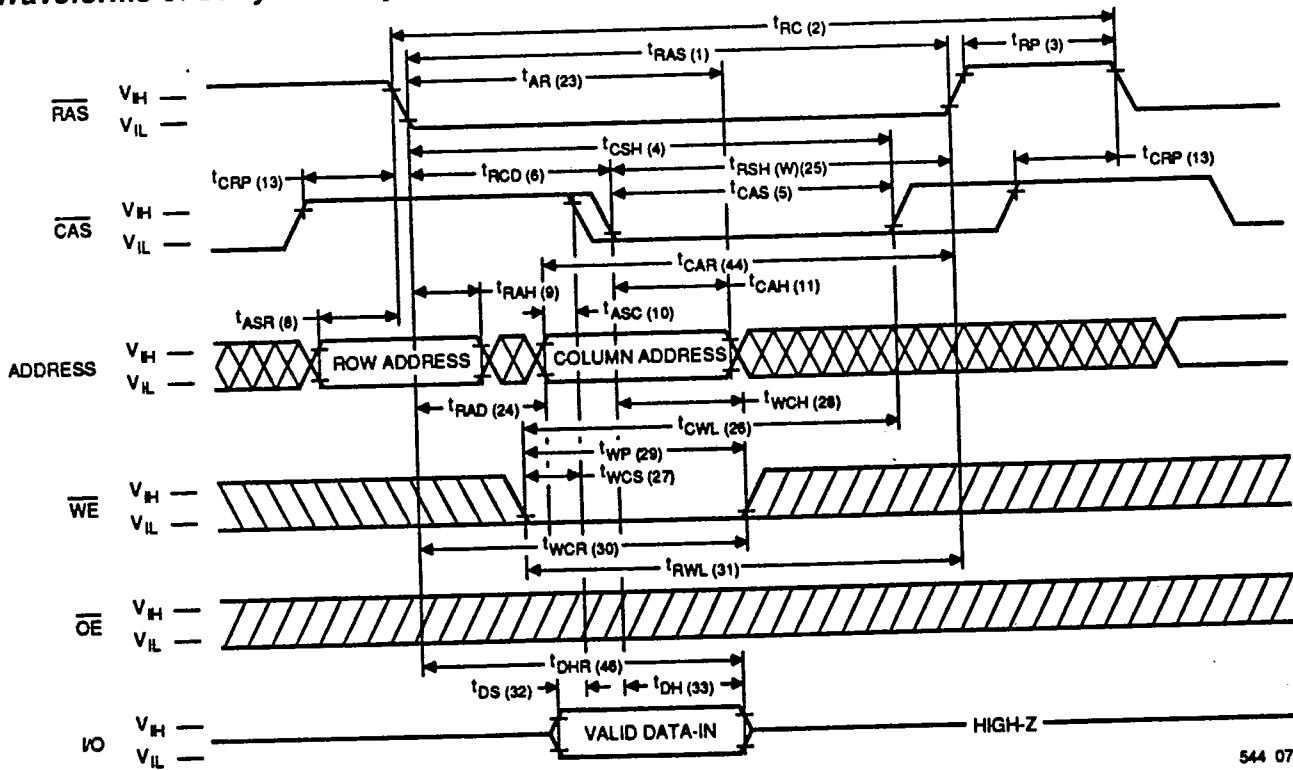 tRC (2)
tRAS (1)
tRP (3)
tAR (23)
RAS
VIH
VIL
tCSH (4)
tCRP (13)
tRCD (6)
tRSH (W)(25)
tCRP (13)
tCAS (5)
CAS
VIH
VIL
tCAR (44)
tRAH (9)
tCAH (11)
tASR (8)
tASC (10)
ADDRESS
VIH
VIL
ROW ADDRESS
COLUMN ADDRESS
tRAD (24)
tWCH (28)
tCWL (26)
tWP (29)
tWCS (27)
WE
VIH
VIL
tWCR (30)
tRWL (31)
OE
VIH
VIL
tDHR (46)
tDS (32)
tDH (33)
I/O
VIH
VIL
VALID DATA-IN
HIGH-Z
544 07